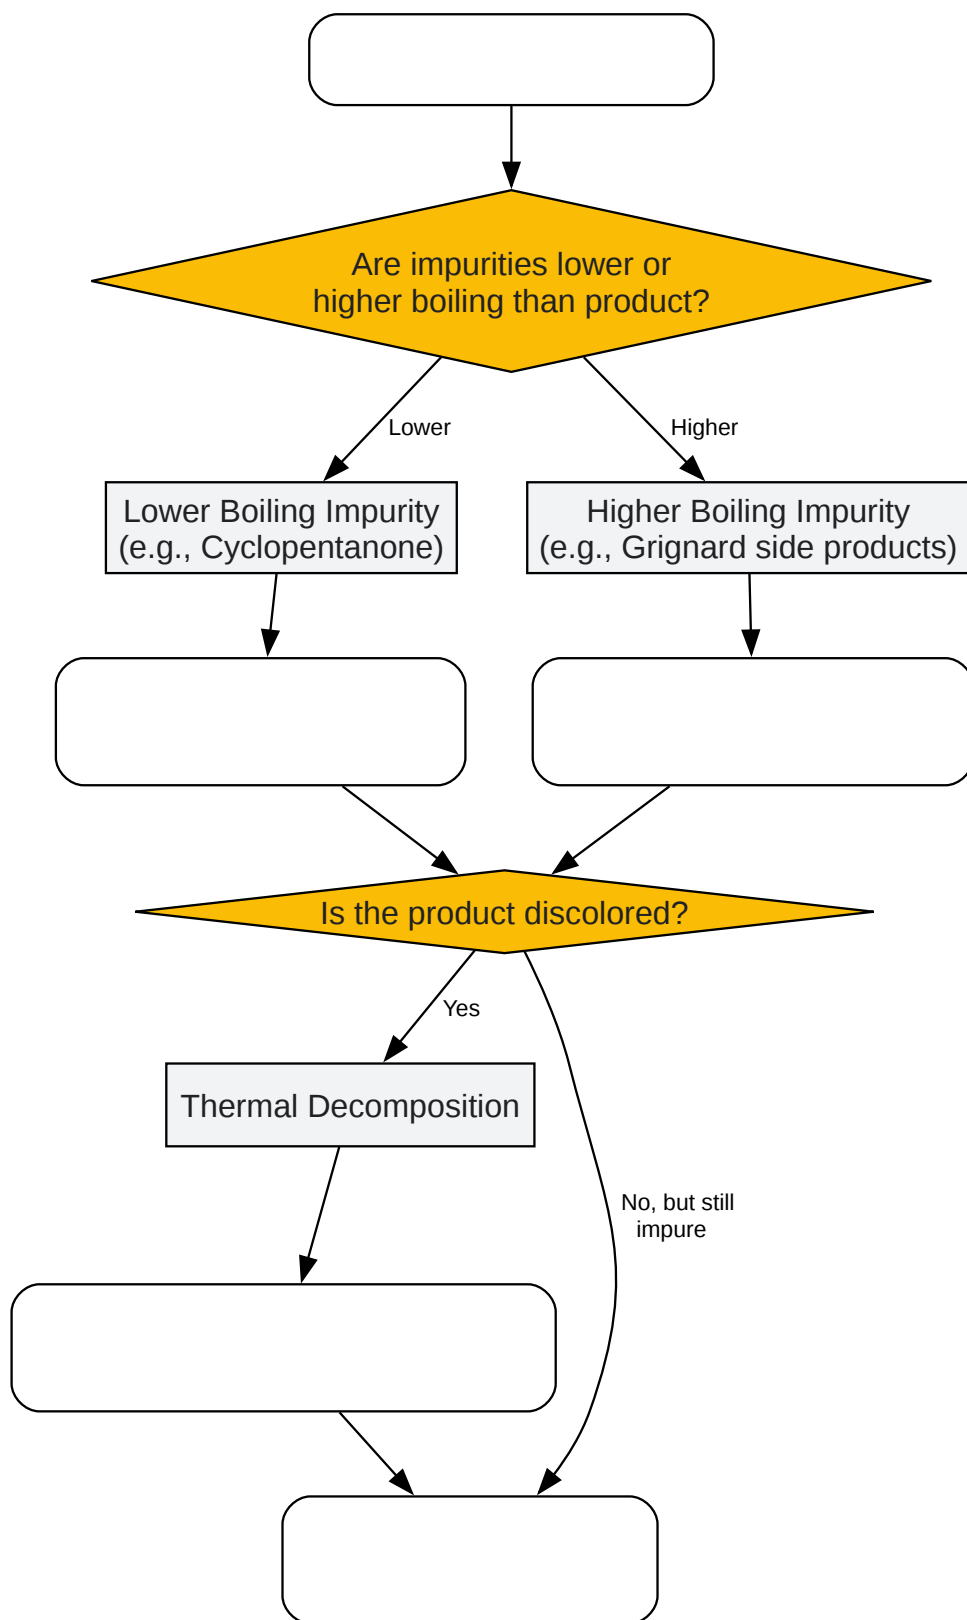 Are impurities lower or
higher boiling than product?
Lower
Higher
Lower Boiling Impurity
(e.g., Cyclopentanone)
Higher Boiling Impurity
(e.g., Grignard side products)
Is the product discolored?
Yes
Thermal Decomposition
No, but still
impure